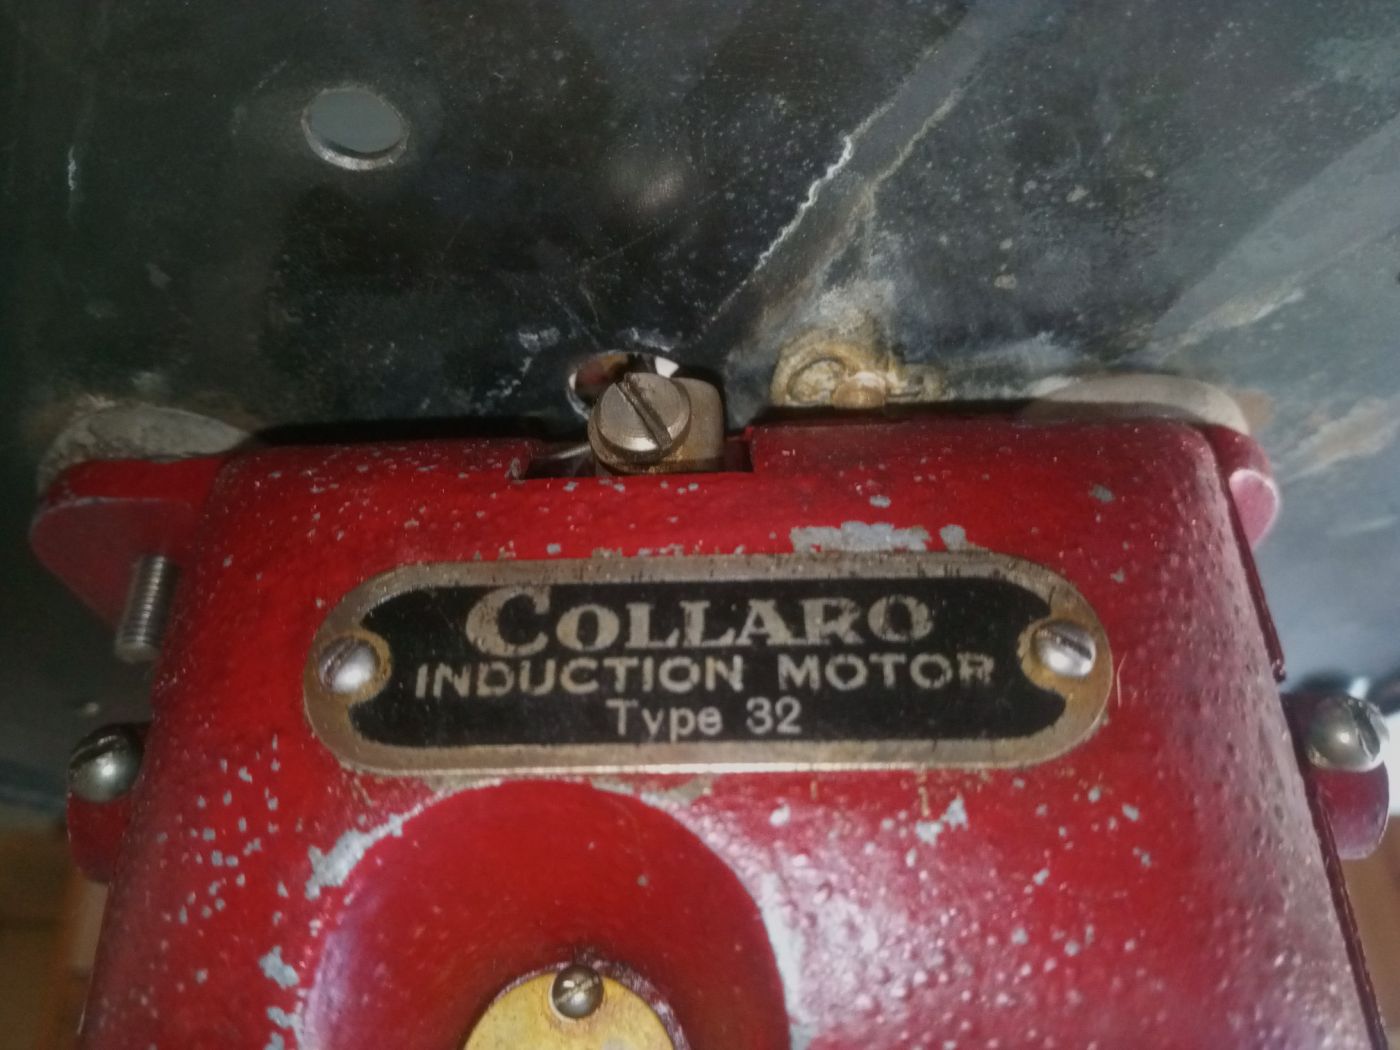 COLLARO
INDUCTION MOTOR
Type 32